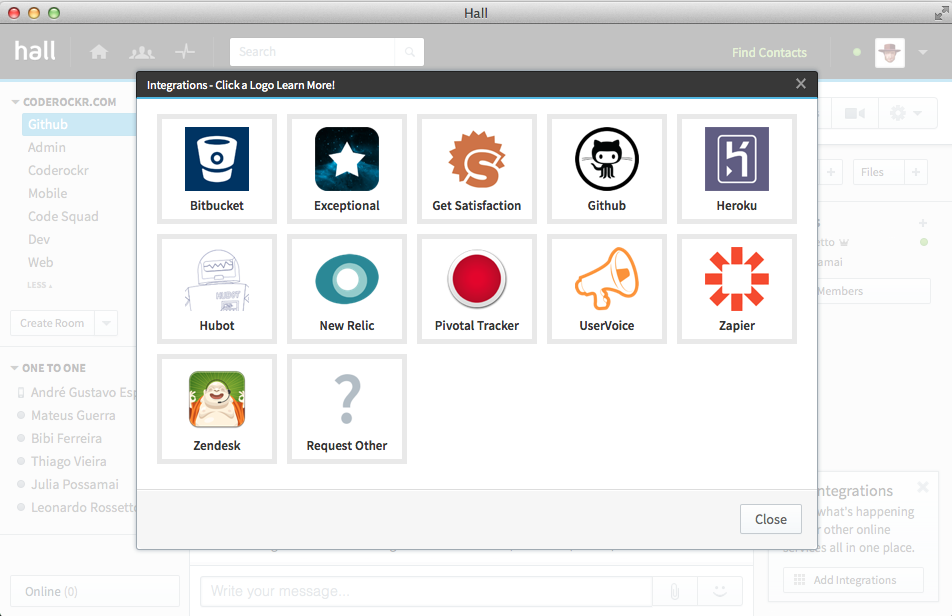 Hall
hall
Search
Find Contacts
Integrations - Click a Logo Learn More!
CODEROCKR.COM
Github
Admin
Coderockr
Mobile
Code Squad
Dev
Web
LESS
Create Room
ONE TO ONE
André Gustavo Esp
Mateus Guerra
Bibi Ferreira
Thiago Vieira
Julia Possamai
Leonardo Rossetto
Online (0)
Bitbucket
Exceptional
Get Satisfaction
Github
Heroku
HUBOT
Hubot
New Relic
Pivotal Tracker
UserVoice
Zapier
Zendesk
?
Request Other
Close
Files
Members
ntegrations
what's happening
other online
services all in one place.
Add Integrations
Write your message...